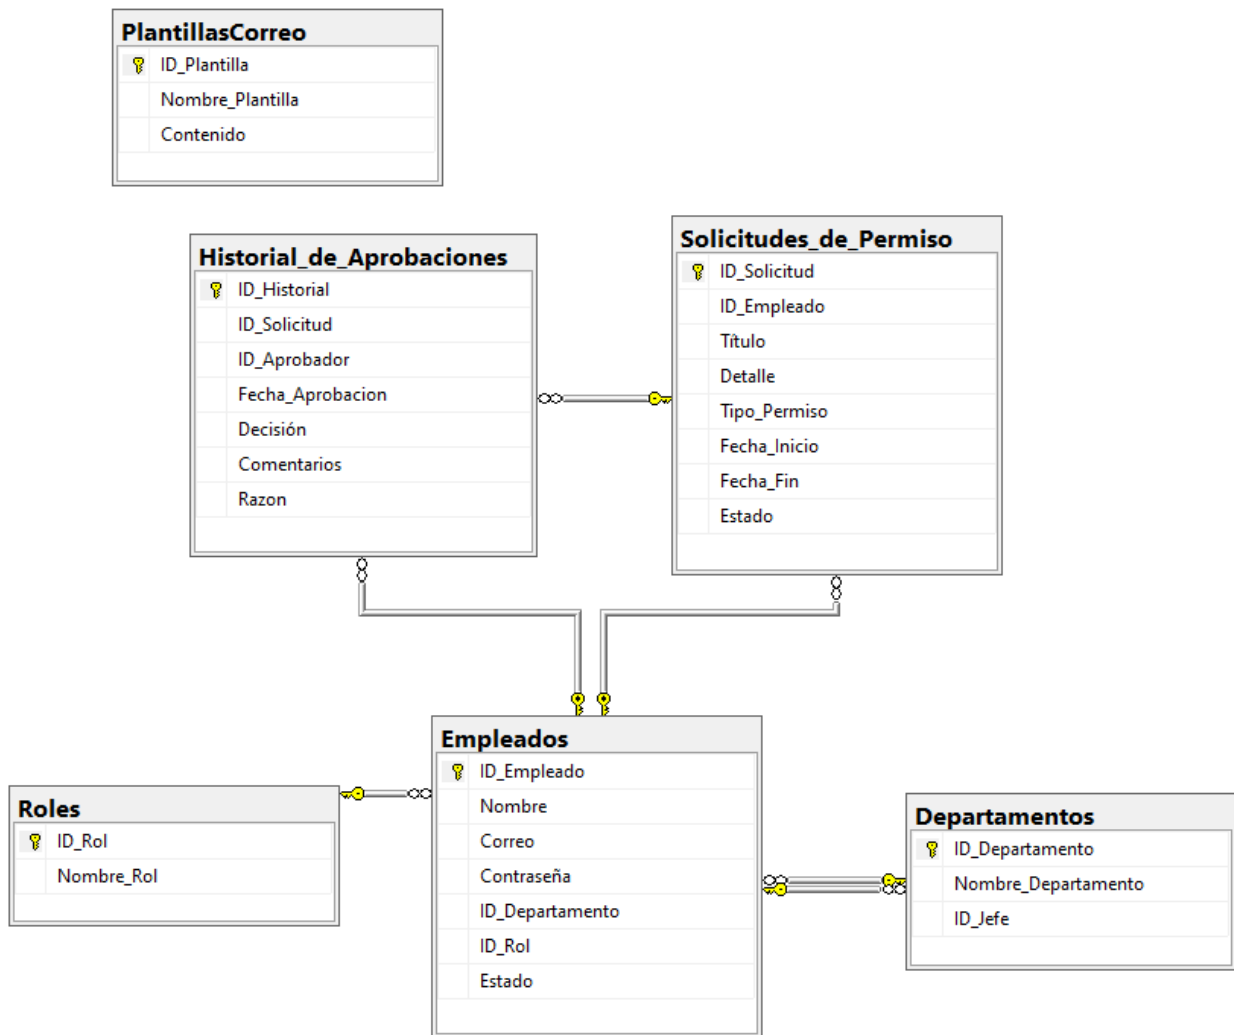 PlantillasCorreo
ID_Plantilla
Nombre_Plantilla
Contenido
Historial_de_Aprobaciones
ID_Historial
ID_Solicitud
ID_Aprobador
Fecha_Aprobacion
Decisión
Comentarios
Razon
Solicitudes_de_Permiso
ID_Solicitud
ID_Empleado
Título
Detalle
Tipo_Permiso
Fecha_Inicio
Fecha_Fin
Estado
Roles
ID_Rol
Nombre_Rol
Empleados
ID_Empleado
Nombre
Correo
Contraseña
ID_Departamento
ID_Rol
Estado
Departamentos
ID_Departamento
Nombre_Departamento
ID_Jefe